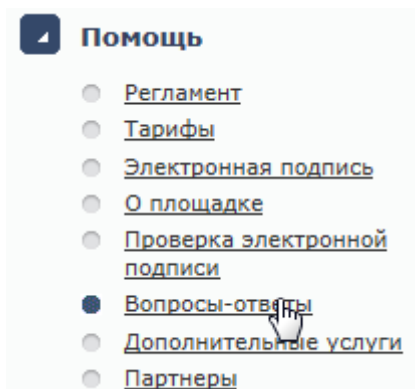 Помощь
Регламент
Тарифы
Электронная подпись
О площадке
Проверка электронной
подписи
Вопросы-ответы
Дополнительные услуги
Партнеры